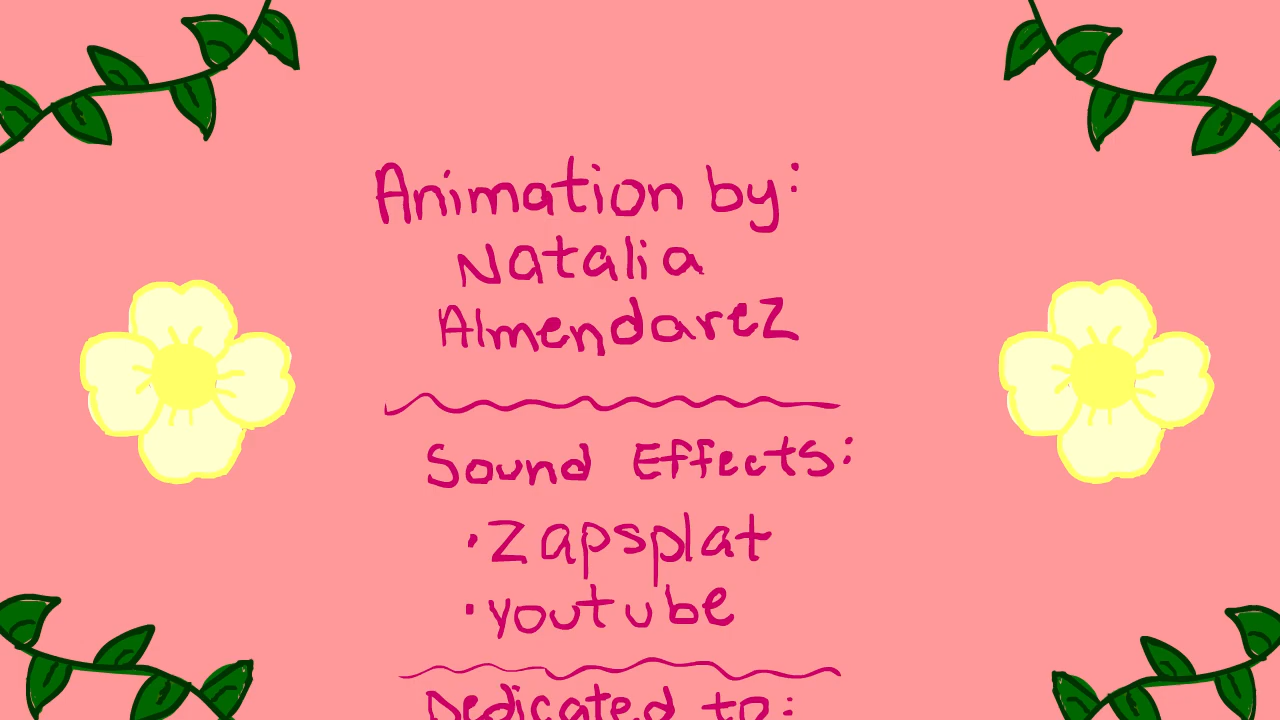 Animation by:
Natalia
Almendarez
Sound Effects:
• Zapsplat
• youtube
Dedicated to: